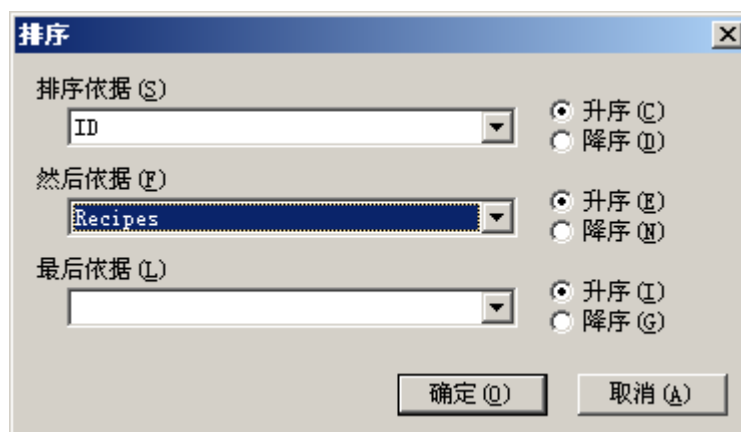 排序
排序依据(S)
ID
升序(C)
降序(D)
然后依据(F)
Recipes
升序(E)
降序(N)
最后依据(L)
升序(I)
降序(G)
确定(O)
取消(A)